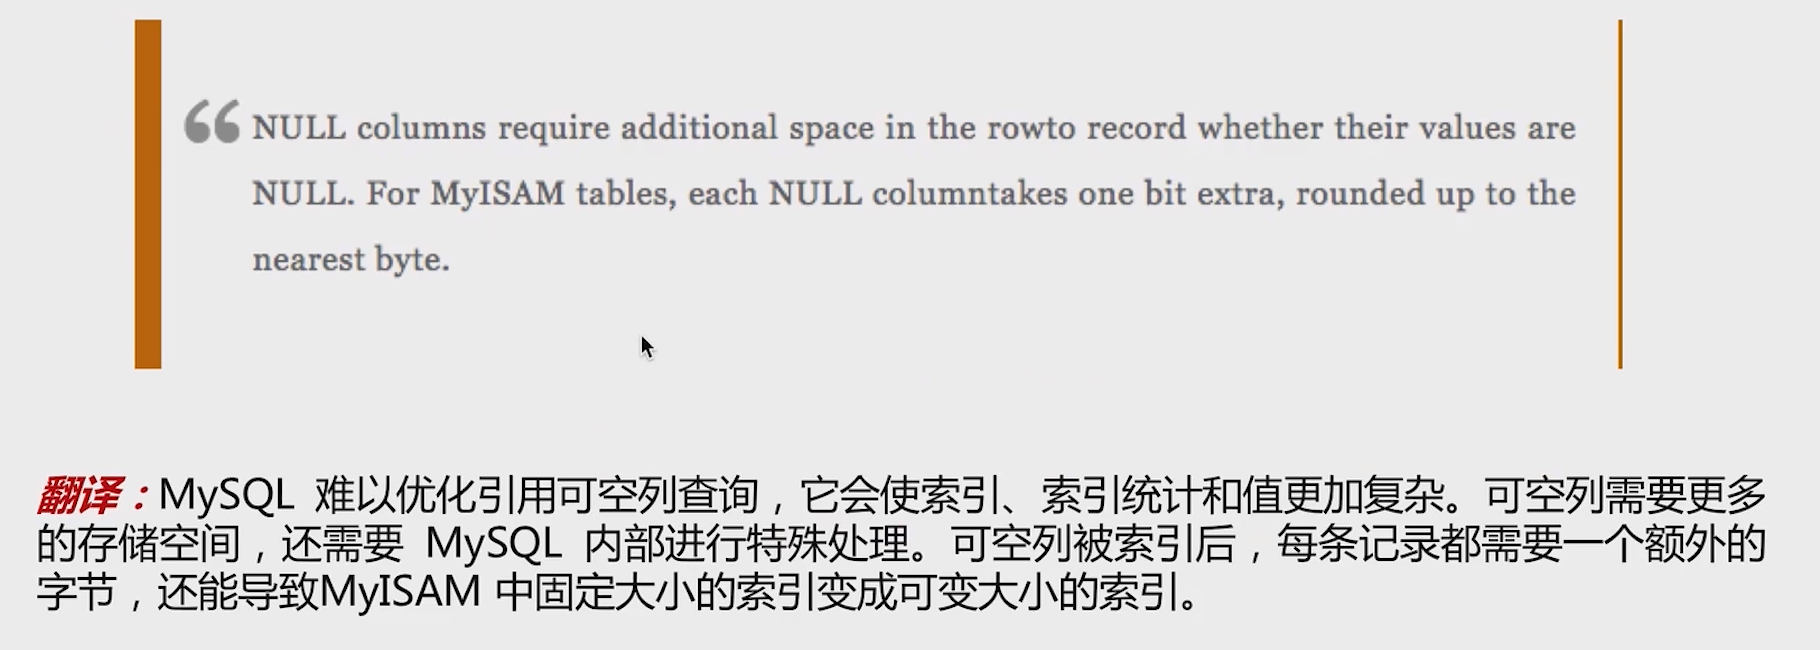 “NULL columns require additional space in the rowto record whether their values are
NULL. For MyISAM tables, each NULL columntakes one bit extra, rounded up to the
nearest byte.
翻译：MySQL 难以优化引用可空列查询，它会使索引、索引统计和值更加复杂。可空列需要更多
的存储空间，还需要 MySQL 内部进行特殊处理。可空列被索引后，每条记录都需要一个额外的
字节，还能导致MyISAM 中固定大小的索引变成可变大小的索引。